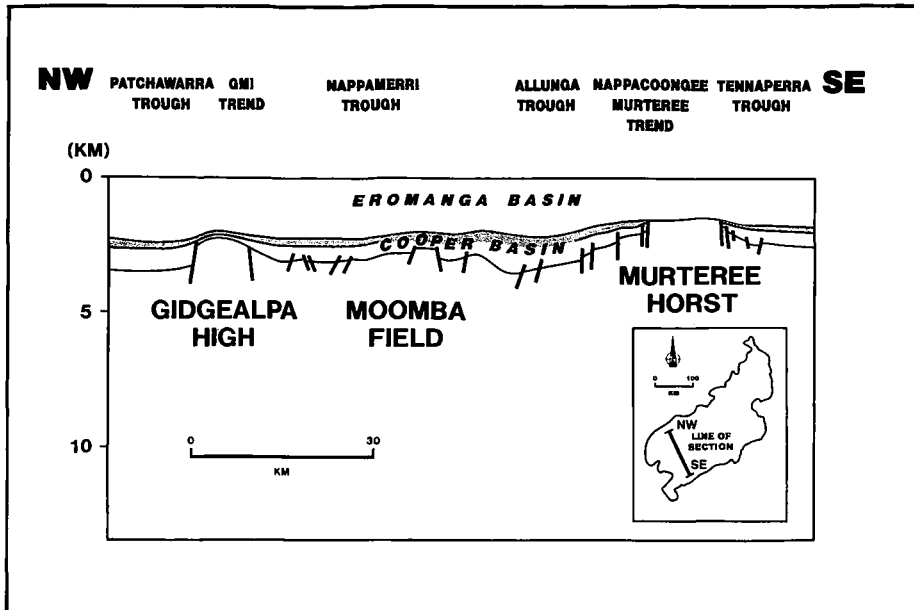 NW
PATCHAWARRA
TROUGH
GMI
TREND
NAPPAMERRI
TROUGH
ALLUNGA
TROUGH
NAPPACOONGEE
MURTEREE
TREND
TENNAPERRA
TROUGH
SE
(KM)
0
5
10
EROMANGA BASIN
COOPER BASIN
GIDGEALPA
HIGH
MOOMBA
FIELD
MURTEREE
HORST
0 30
KM
0 100
KM
NW
LINE OF
SECTION
SE